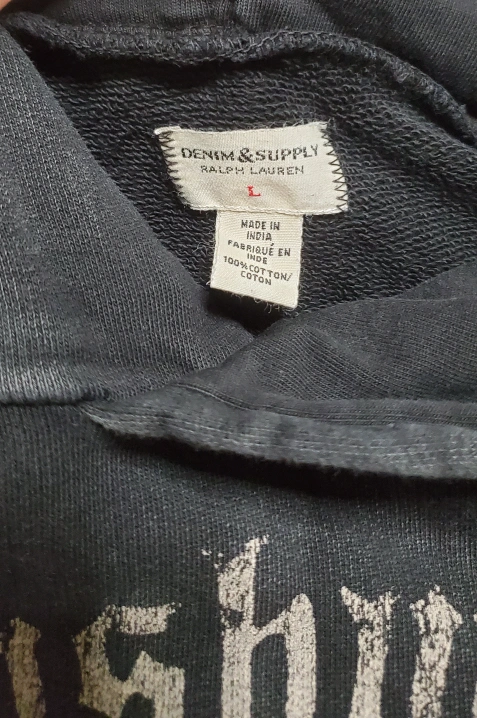 DENIM&SUPPLY
RALPH LAUREN
L
MADE IN
INDIA
FABRIQUÉ EN
INDE
100%COTTON/
COTON